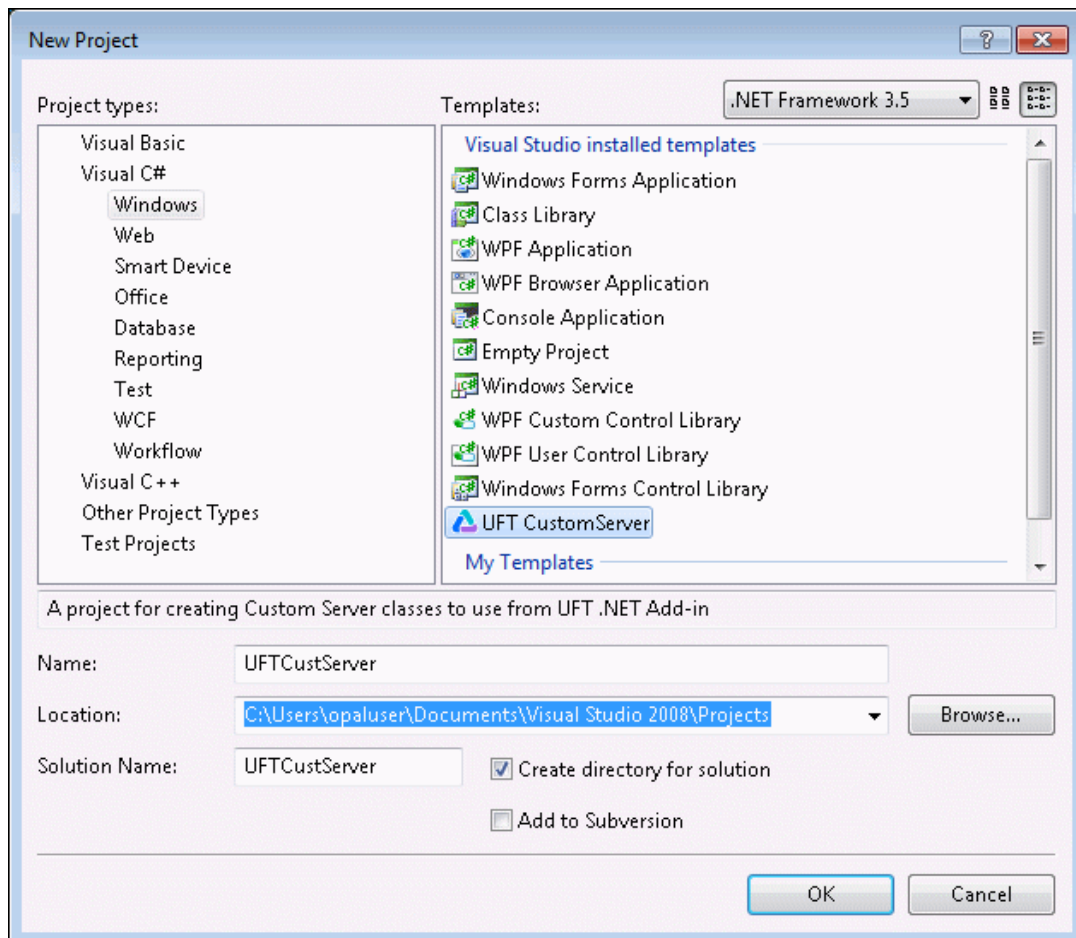 New Project
Project types:
Templates:
.NET Framework 3.5
Visual Basic
Visual C#
Windows
Web
Smart Device
Office
Database
Reporting
Test
WCF
Workflow
Visual C++
Other Project Types
Test Projects
Visual Studio installed templates
Windows Forms Application
Class Library
WPF Application
WPF Browser Application
Console Application
Empty Project
Windows Service
WPF Custom Control Library
WPF User Control Library
Windows Forms Control Library
UFT CustomServer
My Templates
A project for creating Custom Server classes to use from UFT .NET Add-in
Name:
UFTCustServer
Location:
C:\Users\opaluser\Documents\Visual Studio 2008\Projects
Browse...
Solution Name:
UFTCustServer
Create directory for solution
Add to Subversion
OK
Cancel